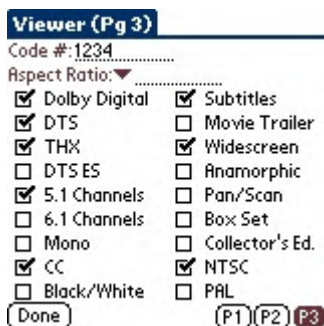 Viewer (Pg 3)
Code #: 1234
Aspect Ratio:
Dolby Digital Subtitles
DTS Movie Trailer
THX Widescreen
DTS ES Anamorphic
5.1 Channels Pan/Scan
6.1 Channels Box Set
Mono Collector's Ed.
CC NTSC
Black/White PAL
Done P1 P2 P3